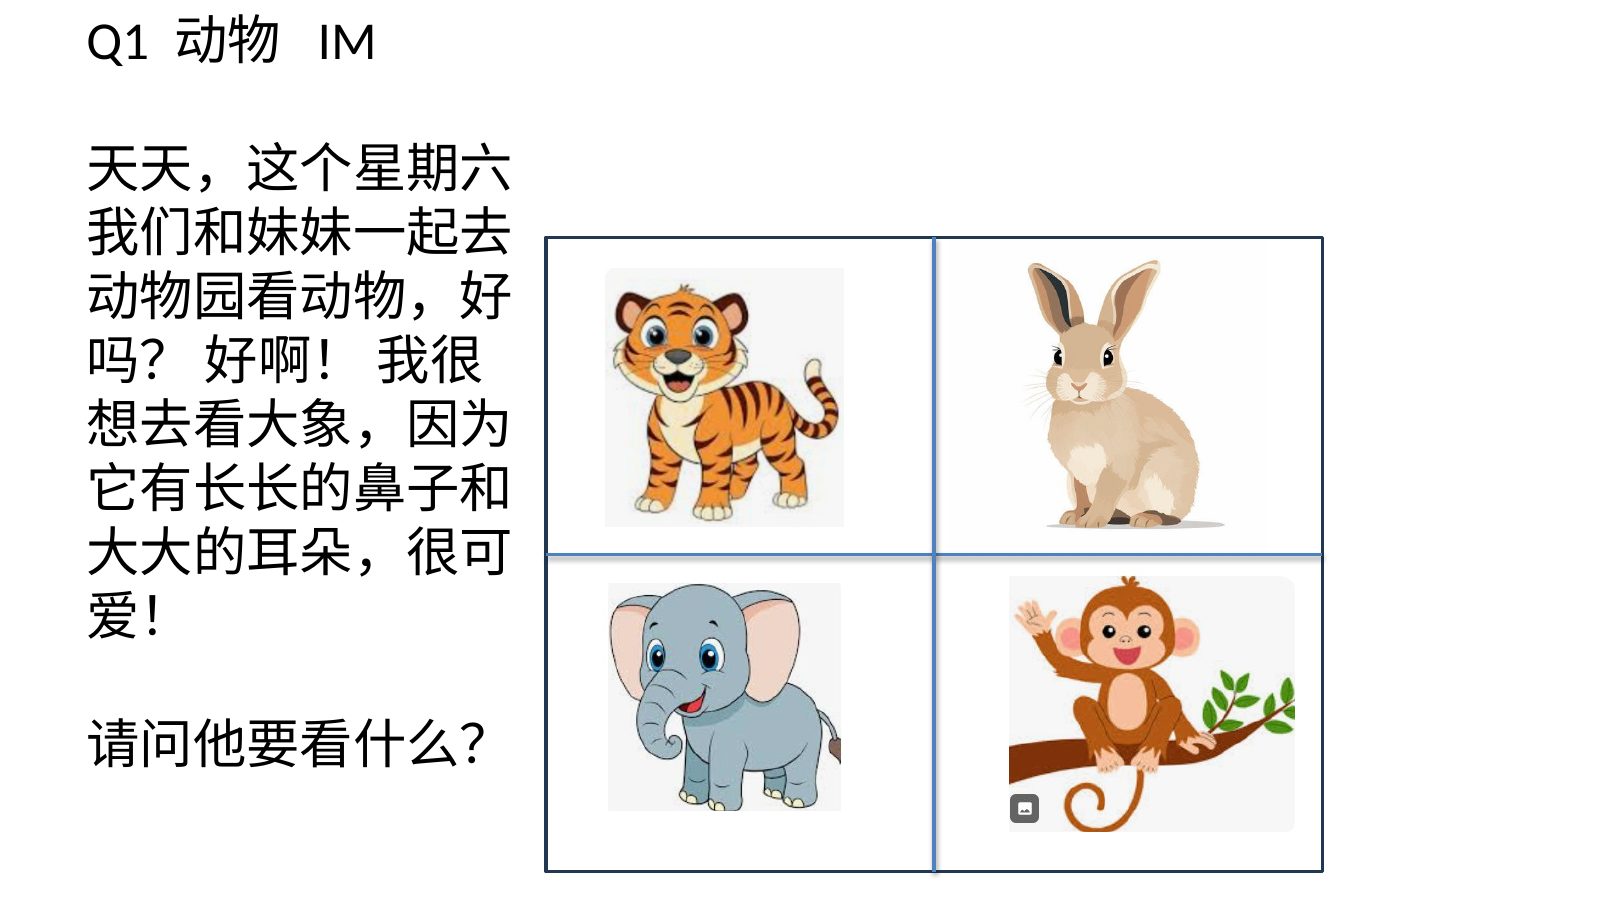 Q1 动物 IM
天天，这个星期六
我们和妹妹一起去
动物园看动物，好
吗？ 好啊！ 我很
想去看大象，因为
它有长长的鼻子和
大大的耳朵，很可
爱！
请问他要看什么？